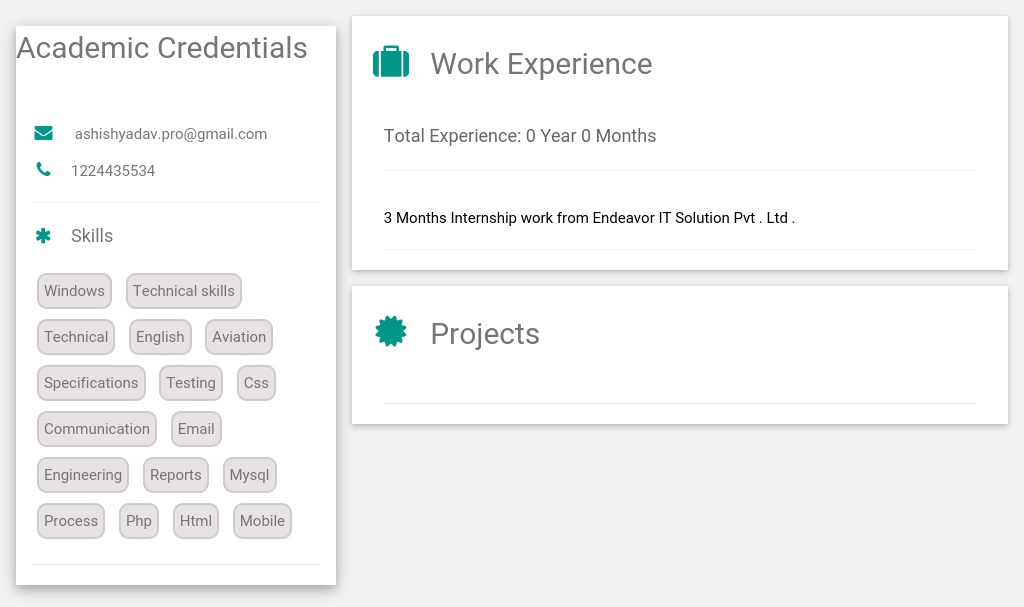 Academic Credentials
ashishyadav.pro@gmail.com
1224435534
Skills
Windows Technical skills
Technical English Aviation
Specifications Testing Css
Communication Email
Engineering Reports Mysql
Process Php Html Mobile
Work Experience
Total Experience: 0 Year 0 Months
3 Months Internship work from Endeavor IT Solution Pvt . Ltd .
Projects